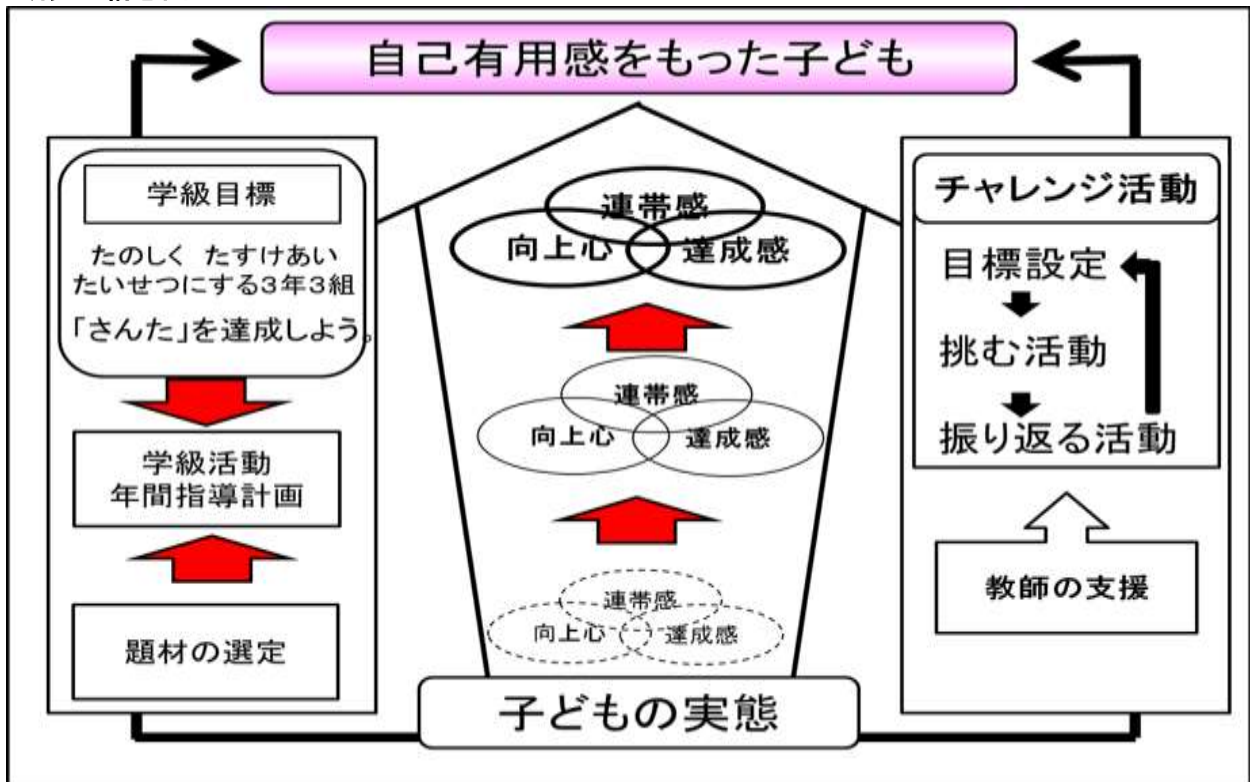 自己有用感をもった子ども
学級目標
たのしく たすけあい
たいせつにする３年３組
「さんた」を達成しよう。
学級活動
年間指導計画
題材の選定
連帯感
向上心
達成感
連帯感
向上心
達成感
連帯感
向上心
達成感
子どもの実態
チャレンジ活動
目標設定
挑む活動
振り返る活動
教師の支援